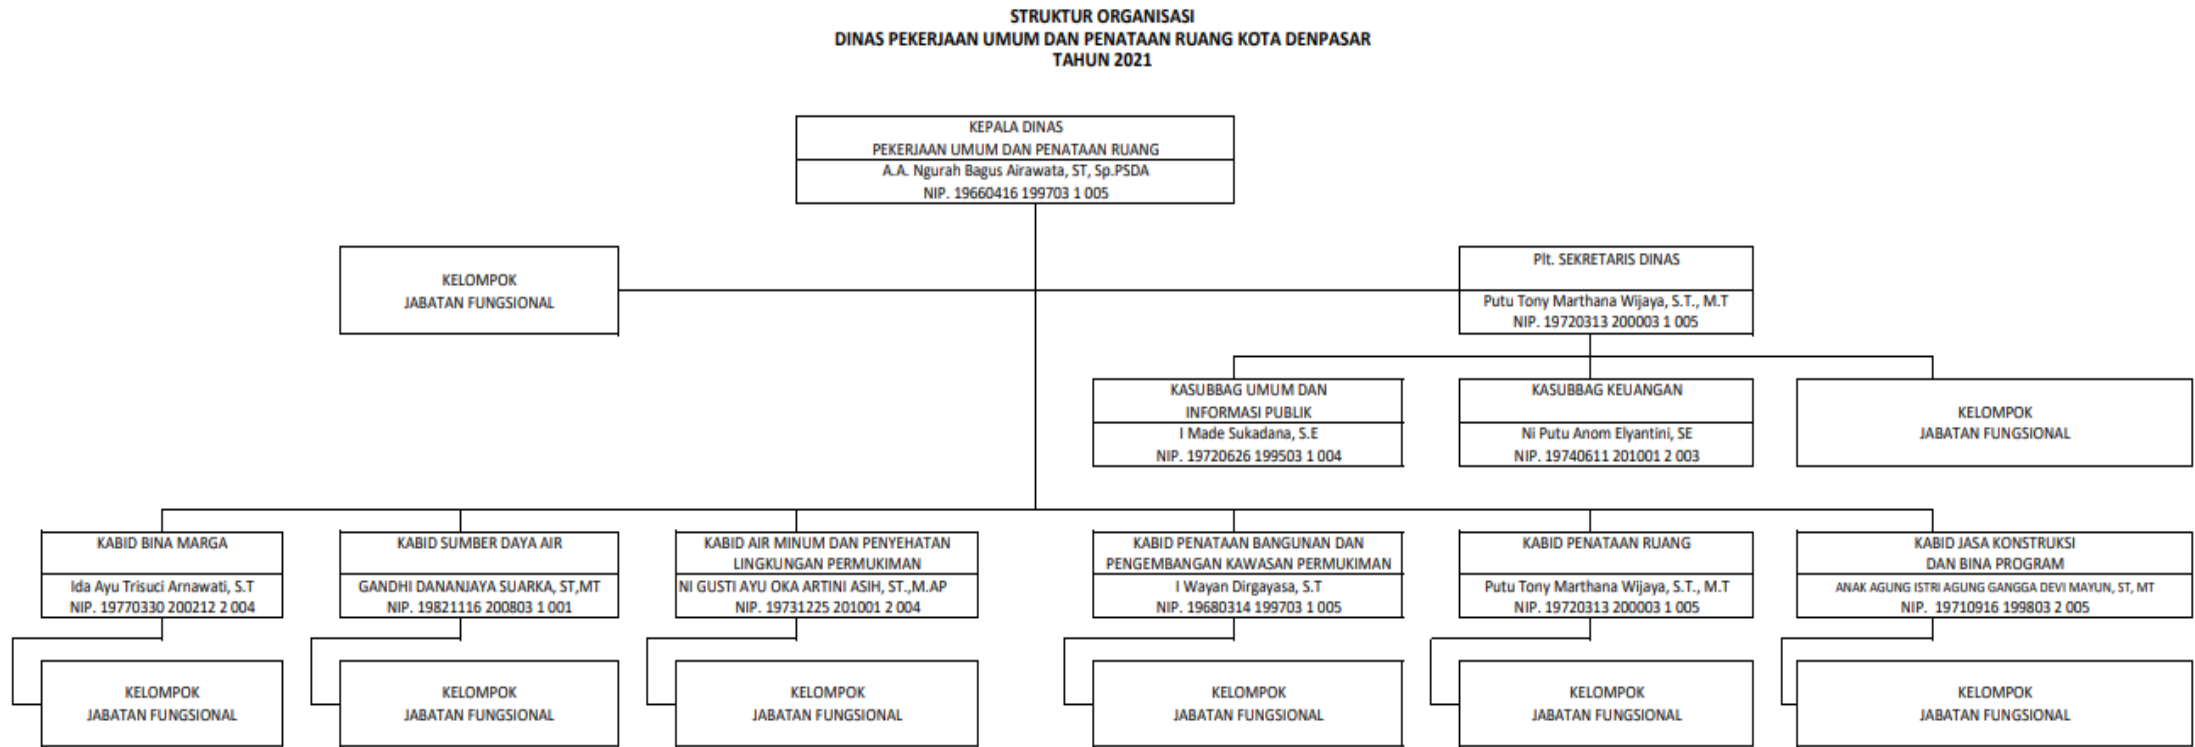 STRUKTUR ORGANISASI
DINAS PEKERJAAN UMUM DAN PENATAAN RUANG KOTA DENPASAR
TAHUN 2021
KEPALA DINAS
PEKERJAAN UMUM DAN PENATAAN RUANG
A.A. Ngurah Bagus Airawata, ST, Sp.PSDA
NIP. 19660416 199703 1 005
KELOMPOK
JABATAN FUNGSIONAL
Plt. SEKRETARIS DINAS
Putu Tony Marthana Wijaya, S.T., M.T
NIP. 19720313 200003 1 005
KASUBBAG UMUM DAN
INFORMASI PUBLIK
I Made Sukadana, S.E
NIP. 19720626 199503 1 004
KASUBBAG KEUANGAN
Ni Putu Anom Elyantini, SE
NIP. 19740611 201001 2 003
KELOMPOK
JABATAN FUNGSIONAL
KABID BINA MARGA
Ida Ayu Trisuci Arnawati, S.T
NIP. 19770330 200212 2 004
KABID SUMBER DAYA AIR
GANDHI DANANJAYA SUARKA, ST,MT
NIP. 19821116 200803 1 001
KABID AIR MINUM DAN PENYEHATAN
LINGKUNGAN PERMUKIMAN
NI GUSTI AYU OKA ARTINI ASIH, ST.,M.AP
NIP. 19731225 201001 2 004
KABID PENATAAN BANGUNAN DAN
PENGEMBANGAN KAWASAN PERMUKIMAN
I Wayan Dirgayasa, S.T
NIP. 19680314 199703 1 005
KABID PENATAAN RUANG
Putu Tony Marthana Wijaya, S.T., M.T
NIP. 19720313 200003 1 005
KABID JASA KONSTRUKSI
DAN BINA PROGRAM
ANAK AGUNG ISTRI AGUNG GANGGA DEVI MAYUN, ST, MT
NIP. 19710916 199803 2 005
KELOMPOK
JABATAN FUNGSIONAL
KELOMPOK
JABATAN FUNGSIONAL
KELOMPOK
JABATAN FUNGSIONAL
KELOMPOK
JABATAN FUNGSIONAL
KELOMPOK
JABATAN FUNGSIONAL
KELOMPOK
JABATAN FUNGSIONAL